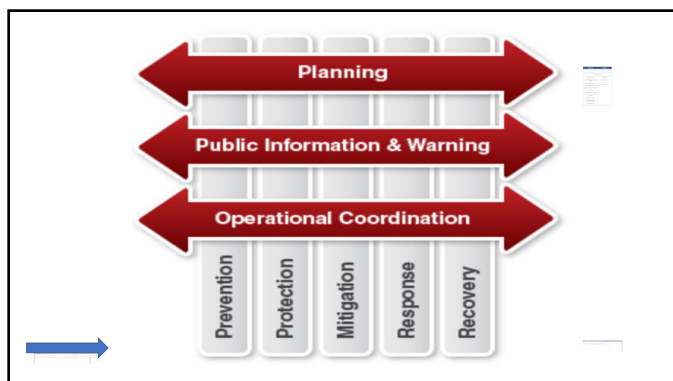 Planning
Public Information & Warning
Operational Coordination
Prevention
Protection
Mitigation
Response
Recovery